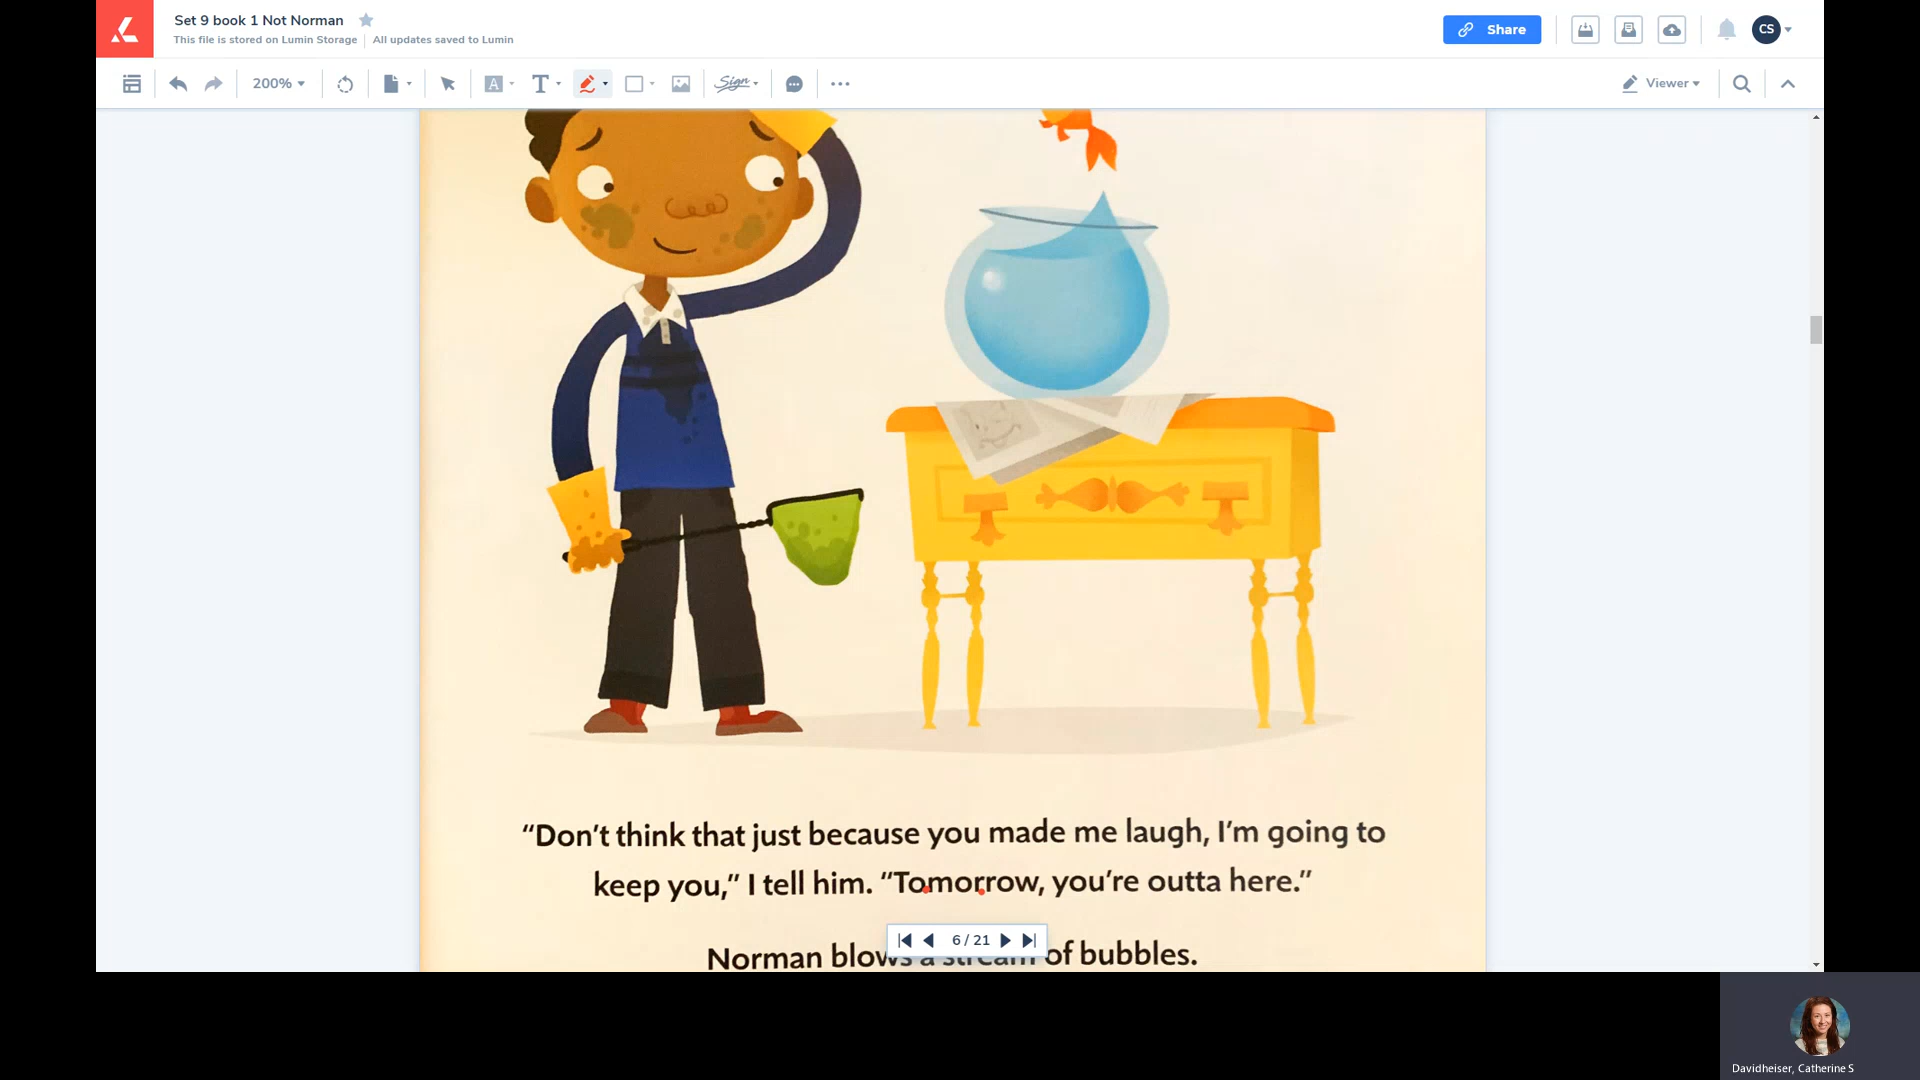 Set 9 book 1 Not Norman
This file is stored on Lumin Storage
All updates saved to Lumin
Share
CS
200%
A
T
Sign
Viewer
“Don’t think that just because you made me laugh, I’m going to
keep you,” I tell him. “Tomorrow, you’re outta here.”
Norman blows a stream of bubbles.
6 / 21
Davidheiser, Catherine S